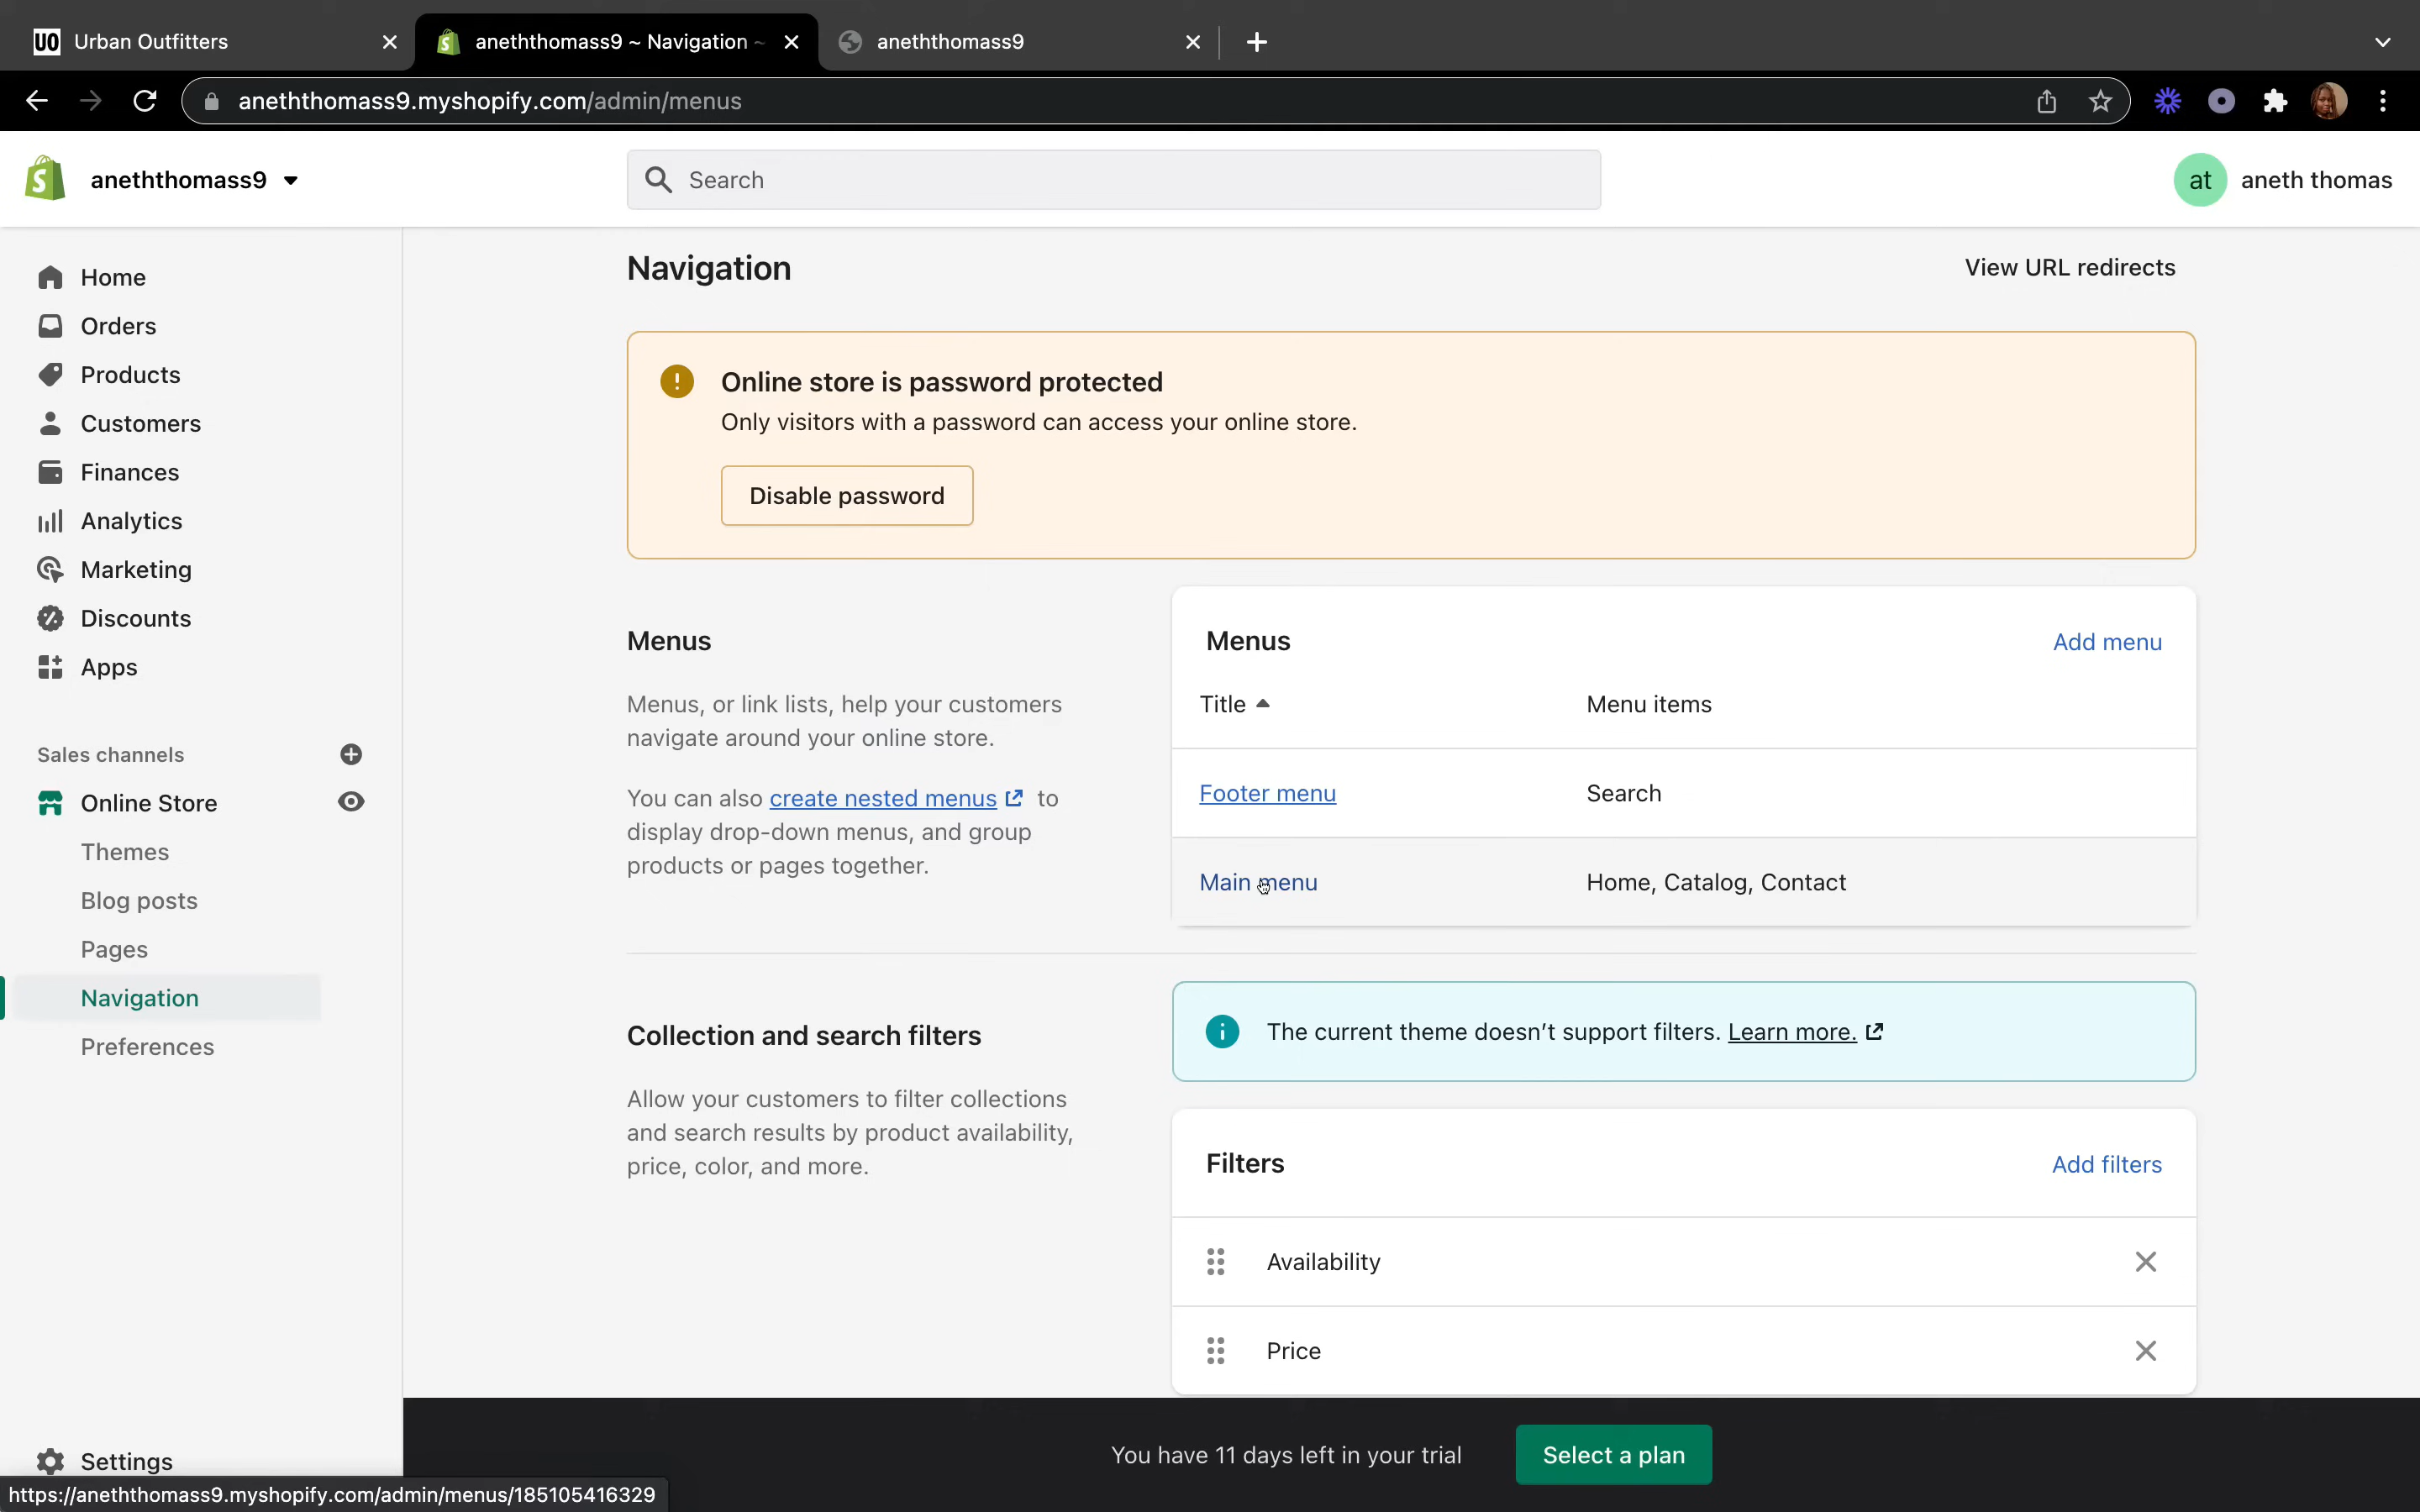 UO Urban Outfitters
aneththomass9 ~ Navigation ~
aneththomass9
aneththomass9.myshopify.com/admin/menus
aneththomass9
Search
at aneth thomas
Home
Orders
Products
Customers
Finances
Analytics
Marketing
Discounts
Apps
Sales channels
Online Store
Themes
Blog posts
Pages
Navigation
Preferences
Settings
Navigation
View URL redirects
Online store is password protected
Only visitors with a password can access your online store.
Disable password
Menus
Menus, or link lists, help your customers
navigate around your online store.
You can also create nested menus to
display drop-down menus, and group
products or pages together.
Menus
Add menu
Title Menu items
Footer menu Search
Main menu Home, Catalog, Contact
Collection and search filters
Allow your customers to filter collections
and search results by product availability,
price, color, and more.
The current theme doesn't support filters. Learn more.
Filters
Add filters
Availability
Price
You have 11 days left in your trial
Select a plan
https://aneththomass9.myshopify.com/admin/menus/185105416329